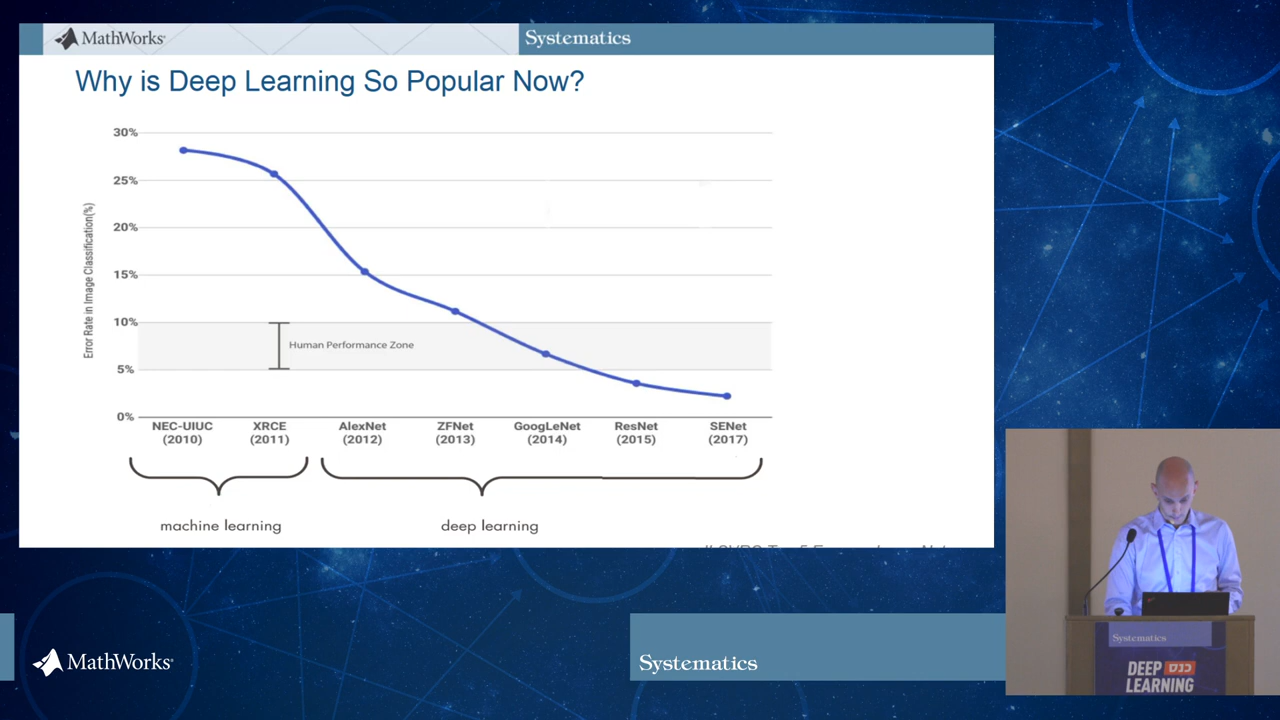 MathWorks
Systematics
Why is Deep Learning So Popular Now?
30%
25%
20%
15%
10%
5%
0%
Error Rate in Image Classification(%)
Human Performance Zone
NEC-UIUC
(2010)
XRCE
(2011)
AlexNet
(2012)
ZFNet
(2013)
GoogLeNet
(2014)
ResNet
(2015)
SENet
(2017)
machine learning
deep learning
MathWorks
Systematics
Systematics
DEEP כנס
LEARNING